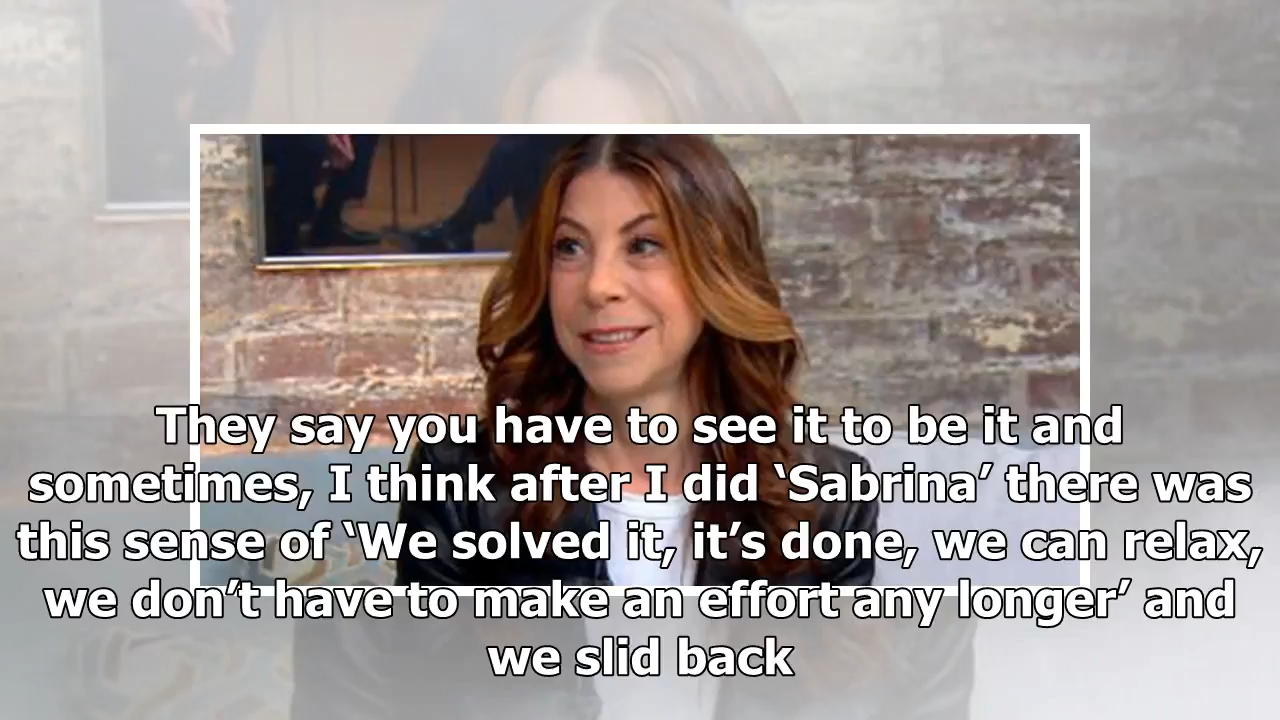 They say you have to see it to be it and
sometimes, I think after I did ‘Sabrina’ there was
this sense of ‘We solved it, it’s done, we can relax,
we don’t have to make an effort any longer’ and
we slid back